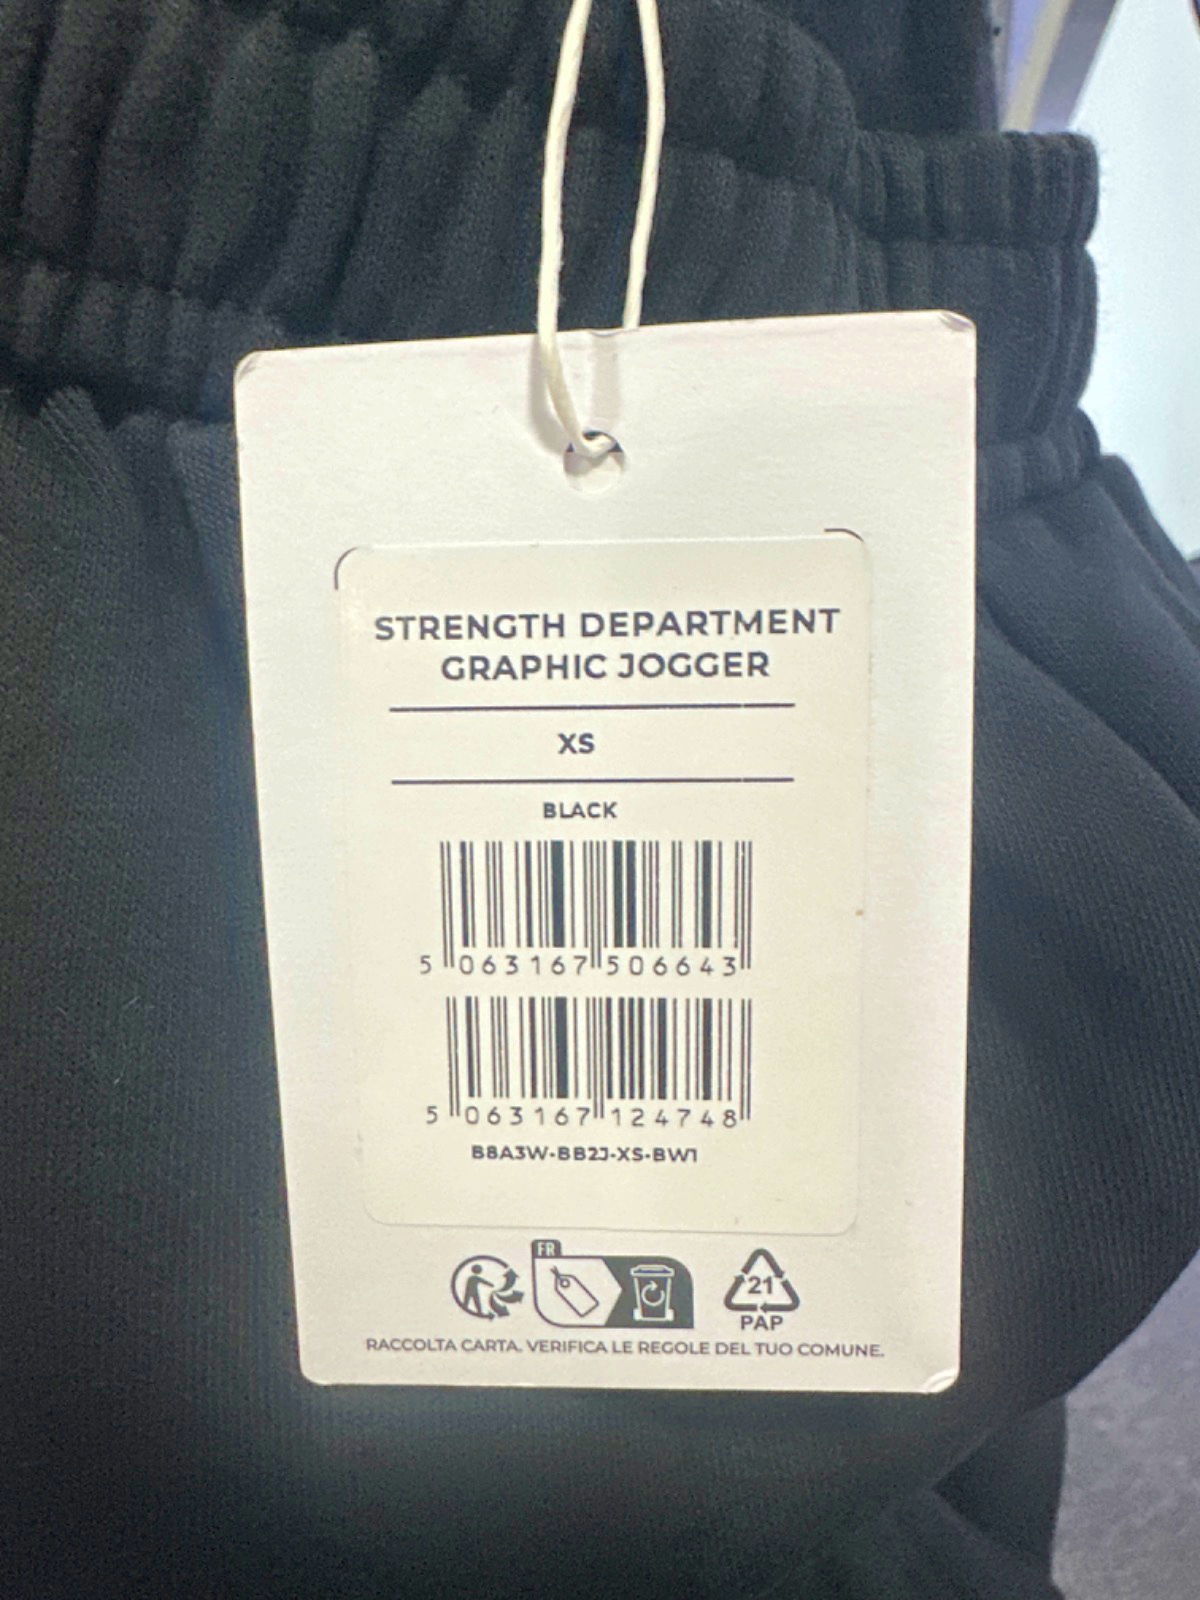 STRENGTH DEPARTMENT
GRAPHIC JOGGER
XS
BLACK
5 063167 506643
5 063167 124748
B8A3W-BB2J-XS-BW1
FR
21
PAP
RACCOLTA CARTA. VERIFICA LE REGOLE DEL TUO COMUNE.